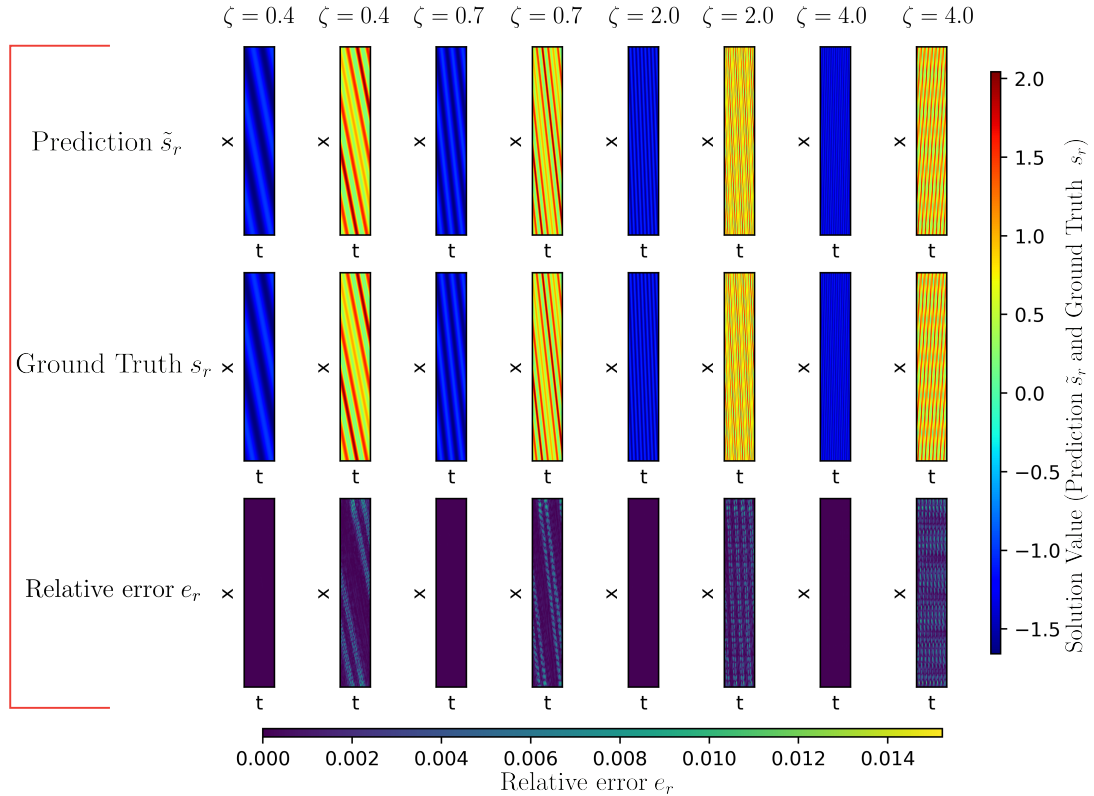 ζ = 0.4 ζ = 0.4 ζ = 0.7 ζ = 0.7 ζ = 2.0 ζ = 2.0 ζ = 4.0 ζ = 4.0
Prediction s̃_r x x x x x x x x
t t t t t t t t
Ground Truth s_r x x x x x x x x
t t t t t t t t
Relative error e_r x x x x x x x x
t t t t t t t t
0.000 0.002 0.004 0.006 0.008 0.010 0.012 0.014
Relative error e_r
2.0
1.5
1.0
0.5
0.0
−0.5
−1.0
−1.5
Solution Value (Prediction s̃_r and Ground Truth s_r)